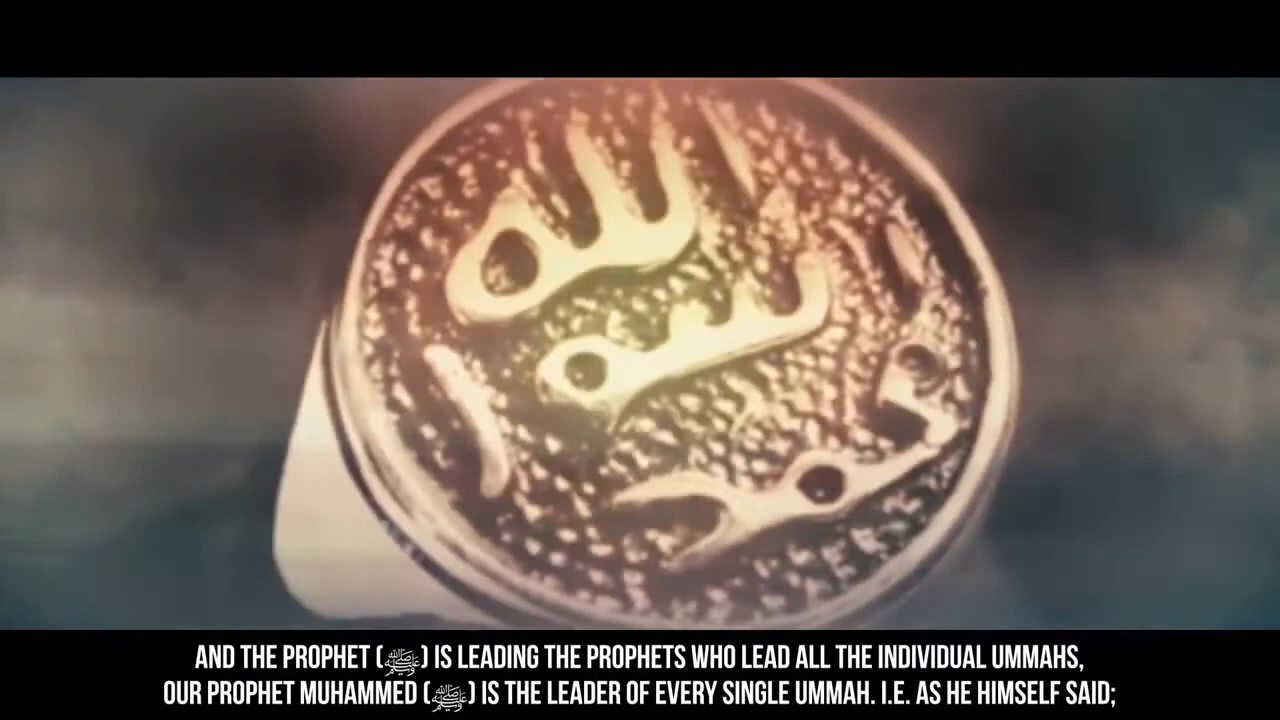 الله
رسو ا
محمد
AND THE PROPHET (ﷺ) IS LEADING THE PROPHETS WHO LEAD ALL THE INDIVIDUAL UMMAHS,
OUR PROPHET MUHAMMED (ﷺ) IS THE LEADER OF EVERY SINGLE UMMAH. I.E. AS HE HIMSELF SAID;